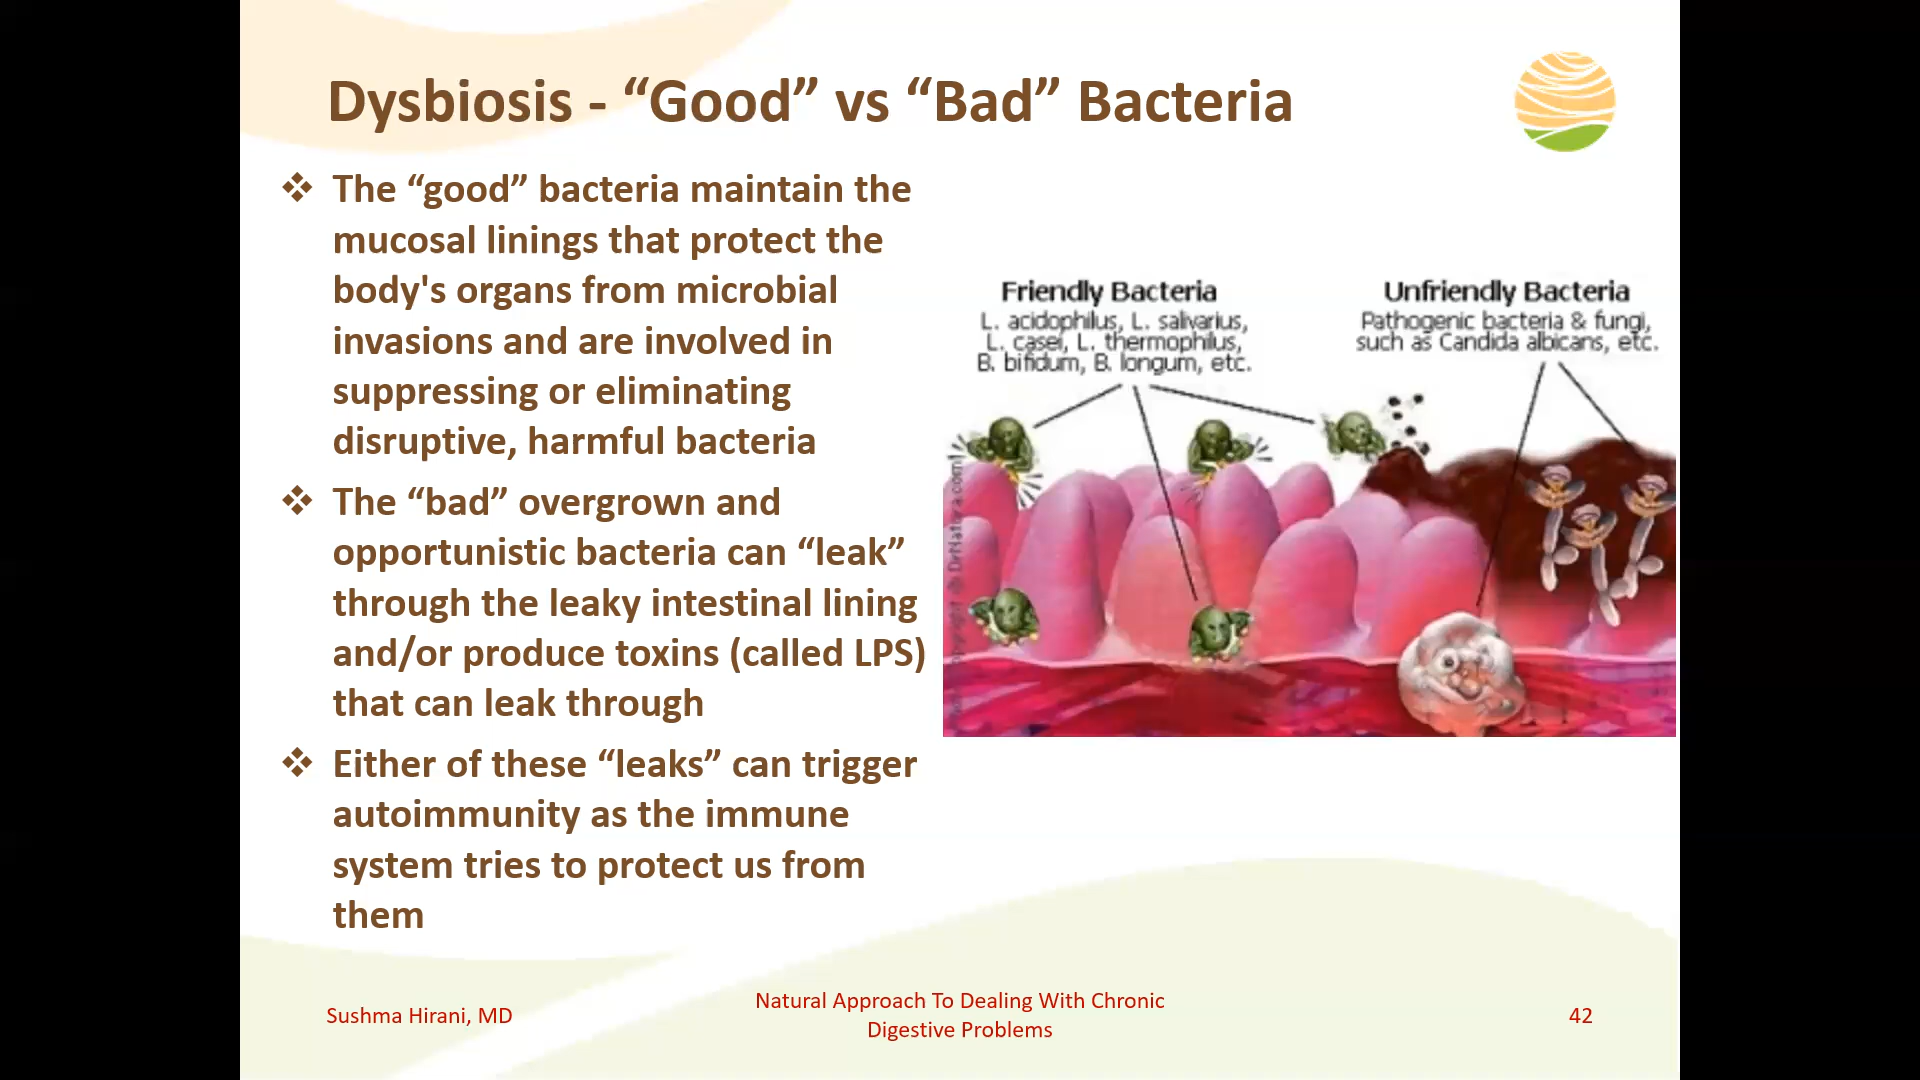 Dysbiosis - “Good” vs “Bad” Bacteria
❖ The “good” bacteria maintain the
mucosal linings that protect the
body's organs from microbial
invasions and are involved in
suppressing or eliminating
disruptive, harmful bacteria
❖ The “bad” overgrown and
opportunistic bacteria can “leak”
through the leaky intestinal lining
and/or produce toxins (called LPS)
that can leak through
❖ Either of these “leaks” can trigger
autoimmunity as the immune
system tries to protect us from
them
Friendly Bacteria
L. acidophilus, L. salivarius,
L. casei, L. thermophilus,
B. bifidum, B. longum, etc.
Unfriendly Bacteria
Pathogenic bacteria & fungi,
such as Candida albicans, etc.
Copyright © DrNatura.com
Sushma Hirani, MD
Natural Approach To Dealing With Chronic
Digestive Problems
42